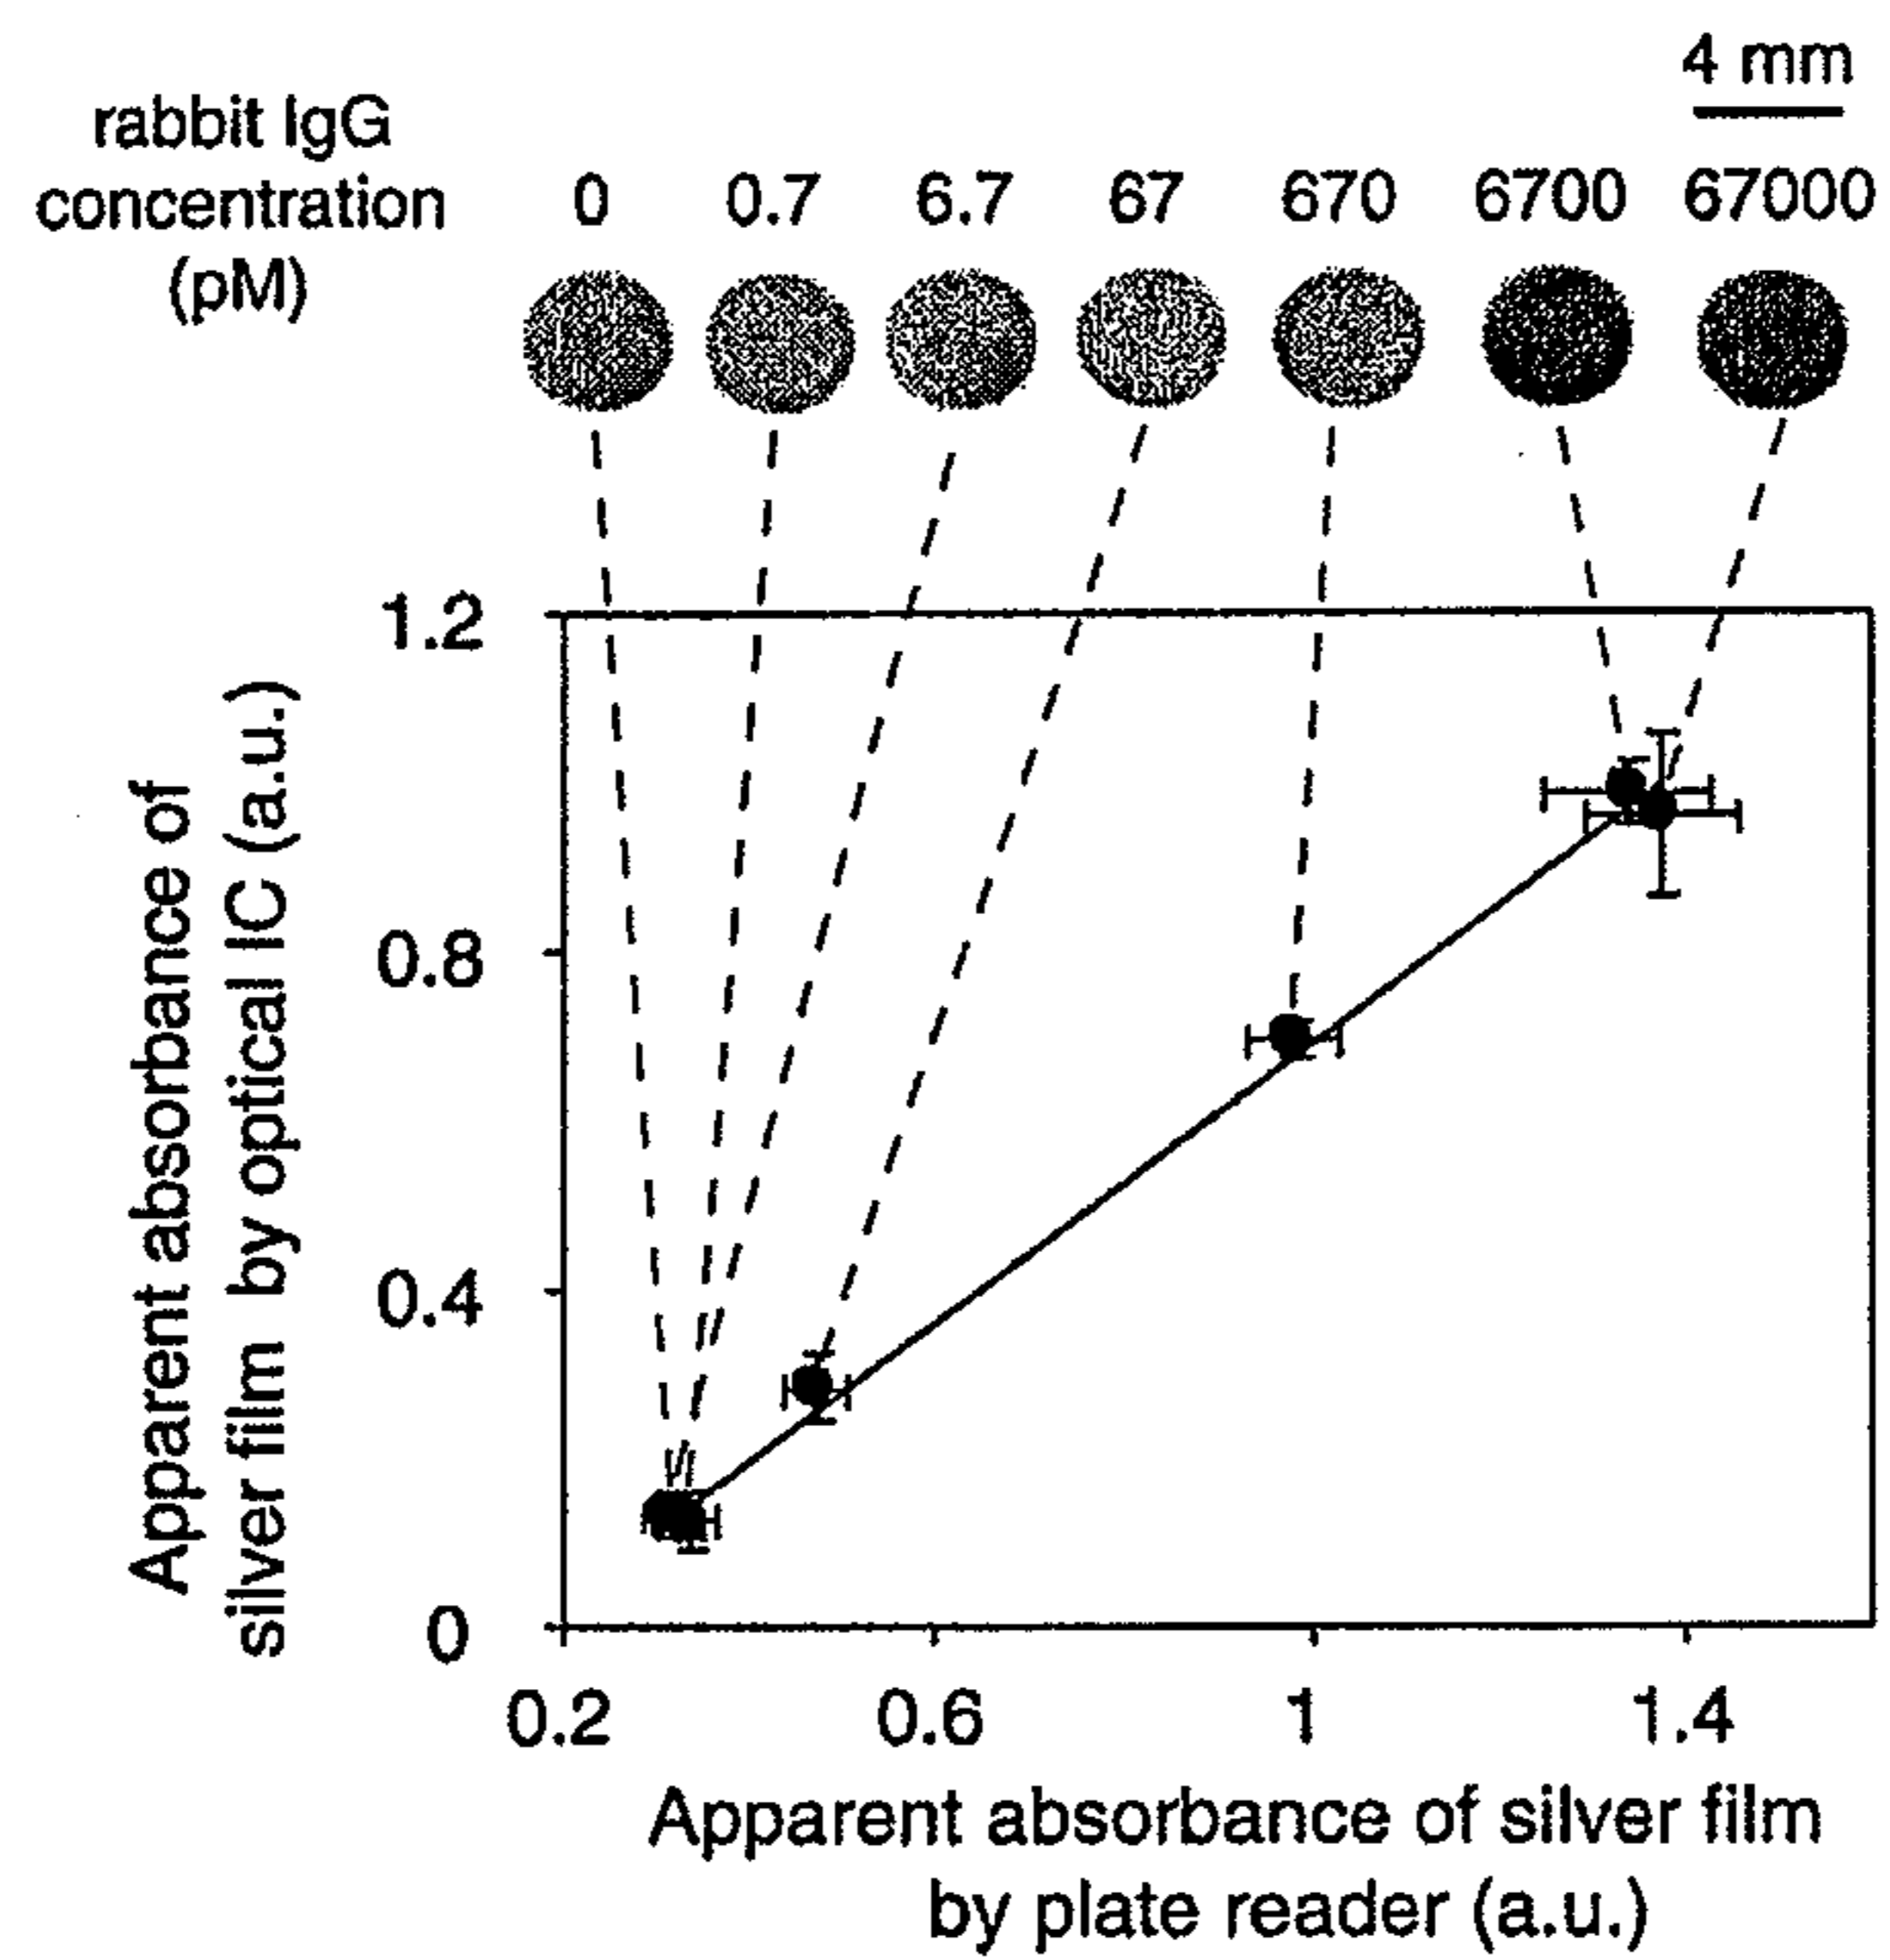 4 mm
rabbit IgG
concentration
(pM)
0 0.7 6.7 67 670 6700 67000
1.2
0.8
0.4
0
Apparent absorbance of
silver film by optical IC (a.u.)
0.2 0.6 1 1.4
Apparent absorbance of silver film
by plate reader (a.u.)